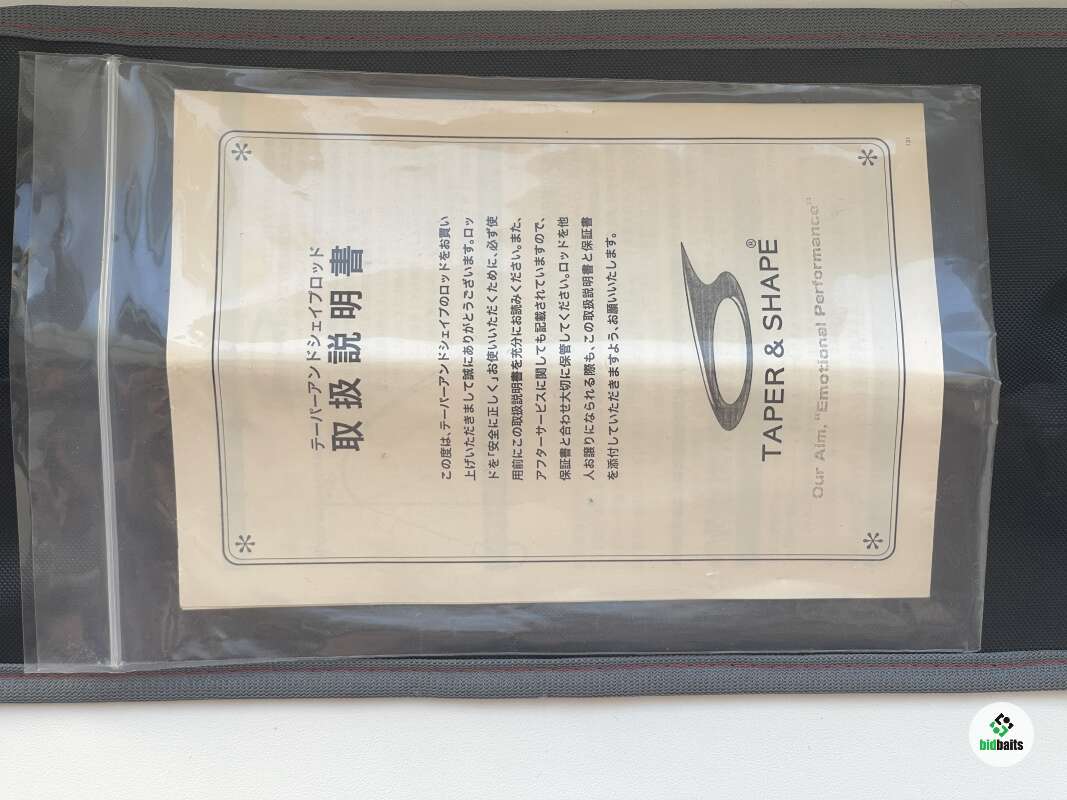 テーパーアンドシェイプロッド
取扱説明書
この度は、テーパーアンドシェイプのロッドをお買い
上げいただきまして誠にありがとうございます。ロッ
ドを「安全に正しく」お使いいただくために、必ず使
用前にこの取扱説明書を充分にお読みください。また、
アフターサービスに関しても記載されていますので、
保証書と合わせ大切に保管してください。ロッドを他
人お譲りになられる際も、この取扱説明書と保証書
を添付していただきますよう、お願いいたします。
TAPER & SHAPE®
Our Aim, "Emotional Performance"
bidbaits